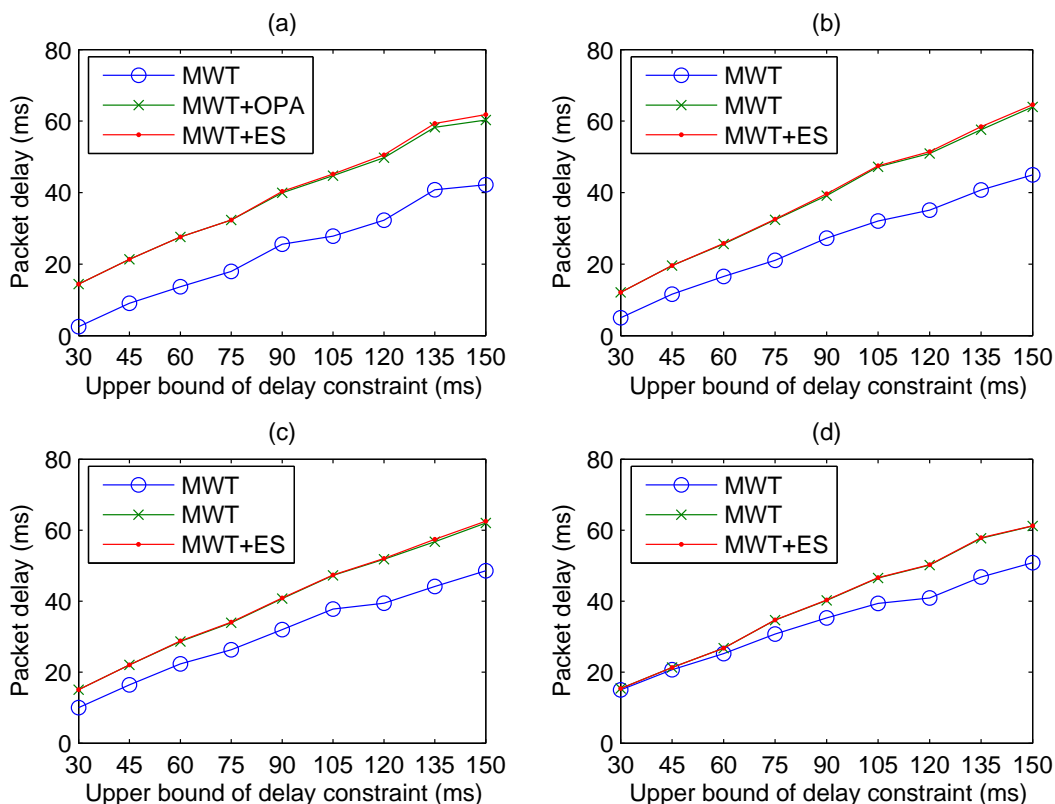 (a)
80
60
40
20
0
MWT
MWT+OPA
MWT+ES
Packet delay (ms)
30 45 60 75 90 105 120 135 150
Upper bound of delay constraint (ms)
(b)
80
60
40
20
0
MWT
MWT
MWT+ES
Packet delay (ms)
30 45 60 75 90 105 120 135 150
Upper bound of delay constraint (ms)
(c)
80
60
40
20
0
MWT
MWT
MWT+ES
Packet delay (ms)
30 45 60 75 90 105 120 135 150
Upper bound of delay constraint (ms)
(d)
80
60
40
20
0
MWT
MWT
MWT+ES
Packet delay (ms)
30 45 60 75 90 105 120 135 150
Upper bound of delay constraint (ms)